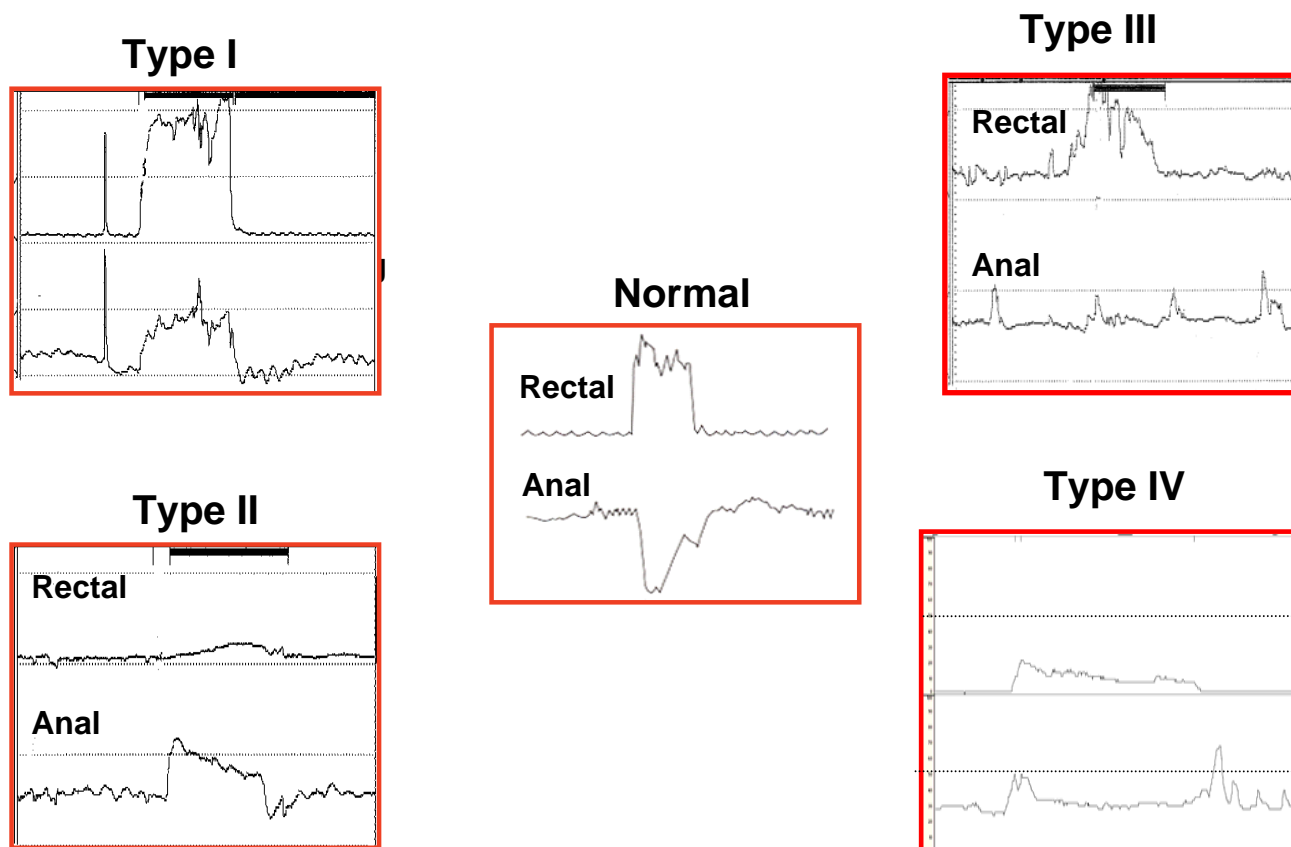 Type I
Type III
Rectal
Anal
Normal
Rectal
Anal
Type II
Rectal
Anal
Type IV